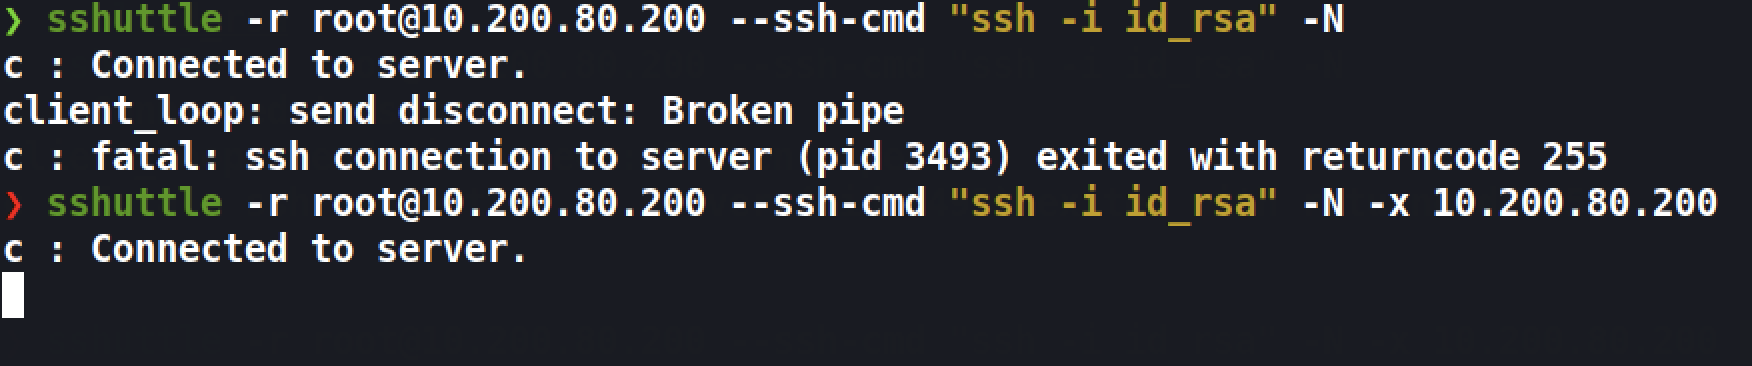 ❯ sshuttle -r root@10.200.80.200 --ssh-cmd "ssh -i id_rsa" -N
c : Connected to server.
client_loop: send disconnect: Broken pipe
c : fatal: ssh connection to server (pid 3493) exited with returncode 255
❯ sshuttle -r root@10.200.80.200 --ssh-cmd "ssh -i id_rsa" -N -x 10.200.80.200
c : Connected to server.